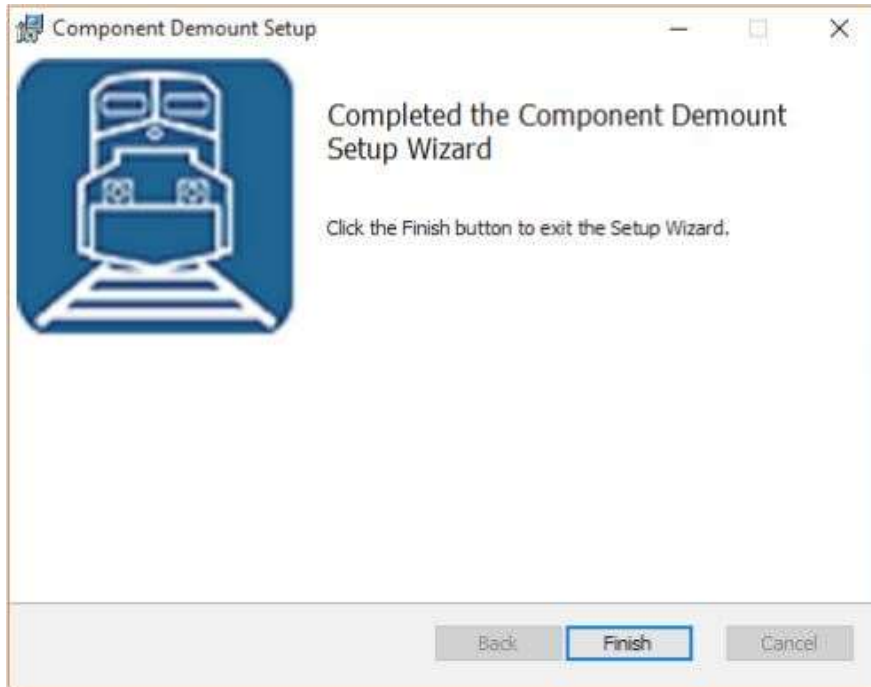 Component Demount Setup
Completed the Component Demount
Setup Wizard
Click the Finish button to exit the Setup Wizard.
Back Finish Cancel